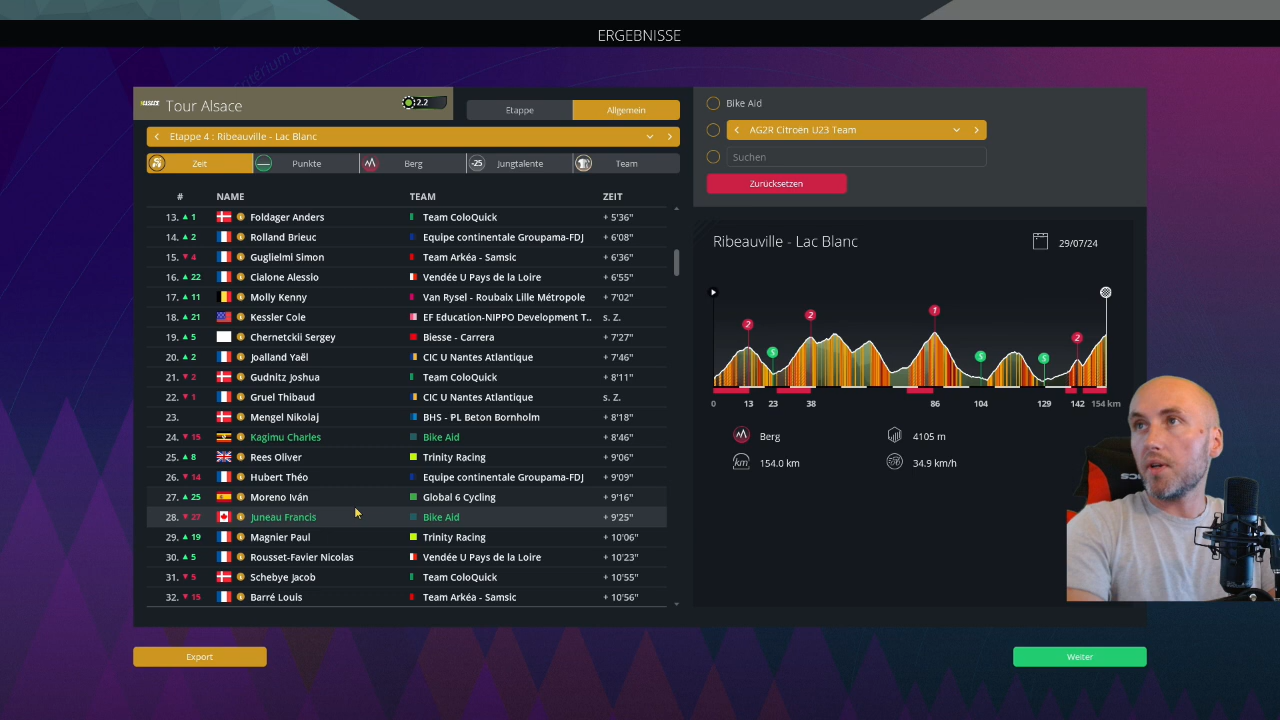 ERGEBNISSE
Tour Alsace
2.2
Etappe
Allgemein
Etappe 4 : Ribeauville - Lac Blanc
Zeit
Punkte
Berg
-25 Jungtalente
Team
# NAME TEAM ZEIT
13. 1 Foldager Anders Team ColoQuick + 5'36"
14. 2 Rolland Brieuc Equipe continentale Groupama-FDJ + 6'08"
15. 4 Guglielmi Simon Team Arkéa - Samsic + 6'36"
16. 22 Cialone Alessio Vendée U Pays de la Loire + 6'55"
17. 11 Molly Kenny Van Rysel - Roubaix Lille Métropole + 7'02"
18. 21 Kessler Cole EF Education-NIPPO Development T.. s. Z.
19. 5 Chernetckii Sergey Biesse - Carrera + 7'27"
20. 2 Joalland Yaël CIC U Nantes Atlantique + 7'46"
21. 2 Gudnitz Joshua Team ColoQuick + 8'11"
22. 1 Gruel Thibaud CIC U Nantes Atlantique s. Z.
23. Mengel Nikolaj BHS - PL Beton Bornholm + 8'18"
24. 15 Kagimu Charles Bike Aid + 8'46"
25. 8 Rees Oliver Trinity Racing + 9'06"
26. 14 Hubert Théo Equipe continentale Groupama-FDJ + 9'09"
27. 25 Moreno Iván Global 6 Cycling + 9'16"
28. 27 Juneau Francis Bike Aid + 9'25"
29. 19 Magnier Paul Trinity Racing + 10'06"
30. 5 Rousset-Favier Nicolas Vendée U Pays de la Loire + 10'23"
31. 5 Schebye Jacob Team ColoQuick + 10'55"
32. 15 Barré Louis Team Arkéa - Samsic + 10'56"
Export
Bike Aid
AG2R Citroën U23 Team
Suchen
Zurücksetzen
Ribeauville - Lac Blanc
29/07/24
2 S 2 1 S S 2
0 13 23 38 86 104 129 142 154 km
Berg
4105 m
km 154.0 km
34.9 km/h
Weiter